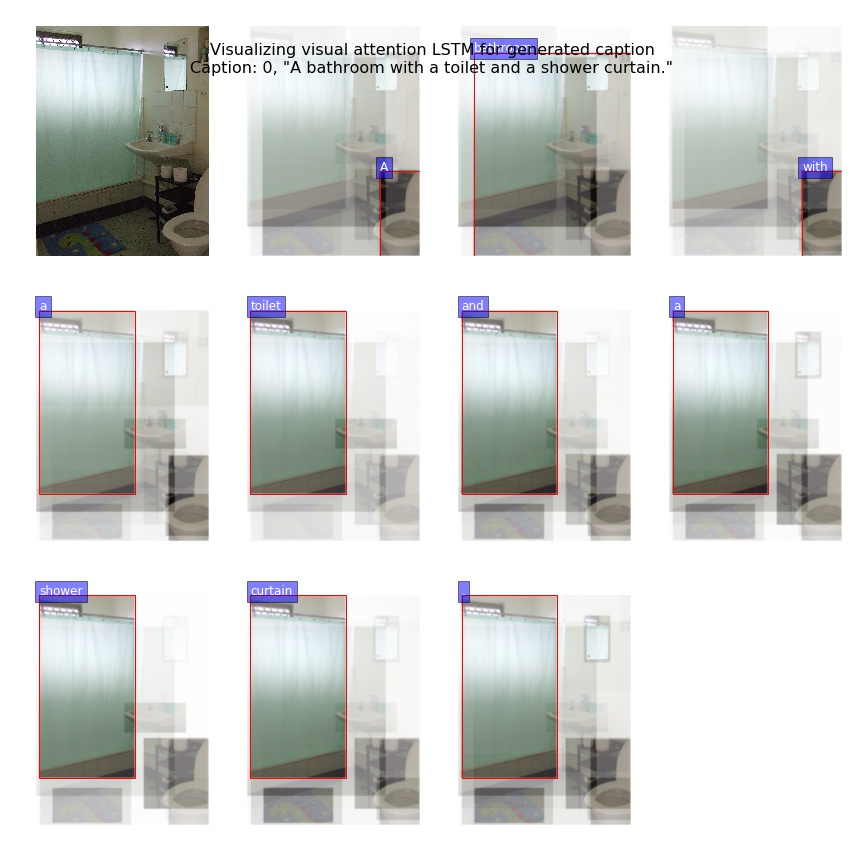 Visualizing visual attention LSTM for generated caption
Caption: 0, "A bathroom with a toilet and a shower curtain."
A
bathroom
with
a
toilet
and
a
shower
curtain